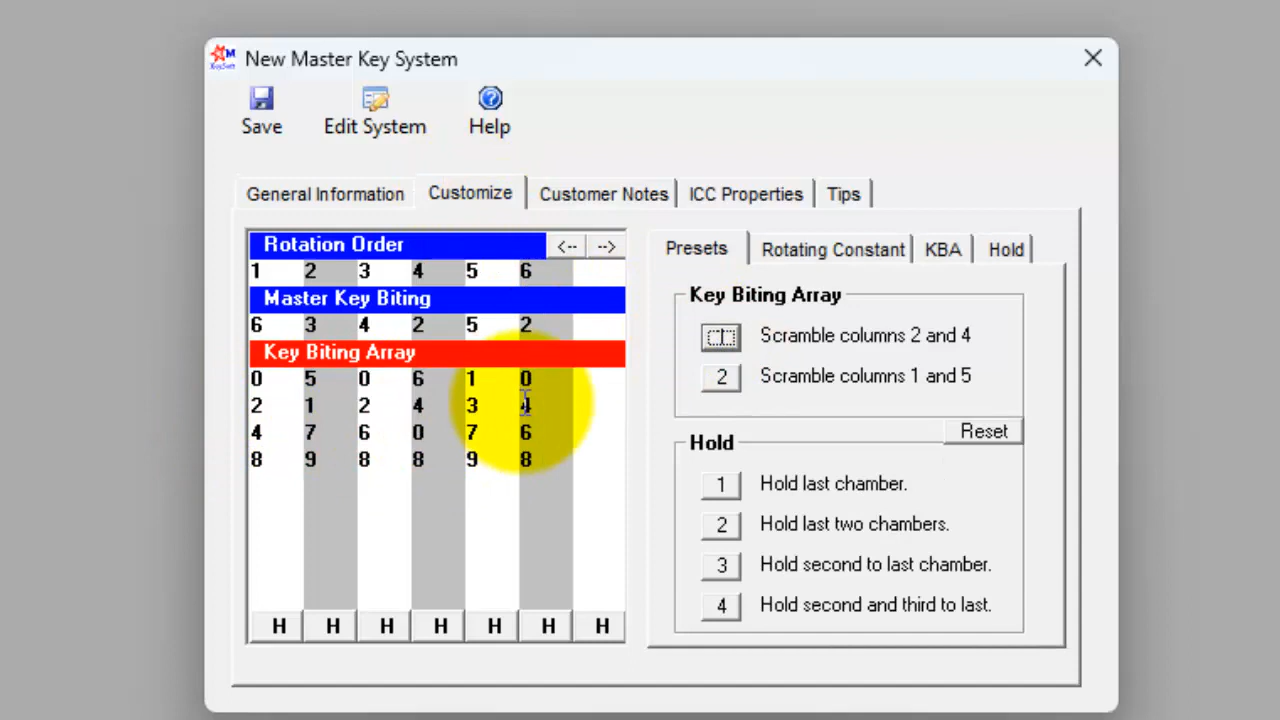 New Master Key System
Save Edit System Help
General Information Customize Customer Notes ICC Properties Tips
Rotation Order <-- -->
1 2 3 4 5 6
Master Key Biting
6 3 4 2 5 2
Key Biting Array
0 5 0 6 1 0
2 1 2 4 3 4
4 7 6 0 7 6
8 9 8 8 9 8
H H H H H H H
Presets Rotating Constant KBA Hold
Key Biting Array
1 Scramble columns 2 and 4
2 Scramble columns 1 and 5
Reset
Hold
1 Hold last chamber.
2 Hold last two chambers.
3 Hold second to last chamber.
4 Hold second and third to last.